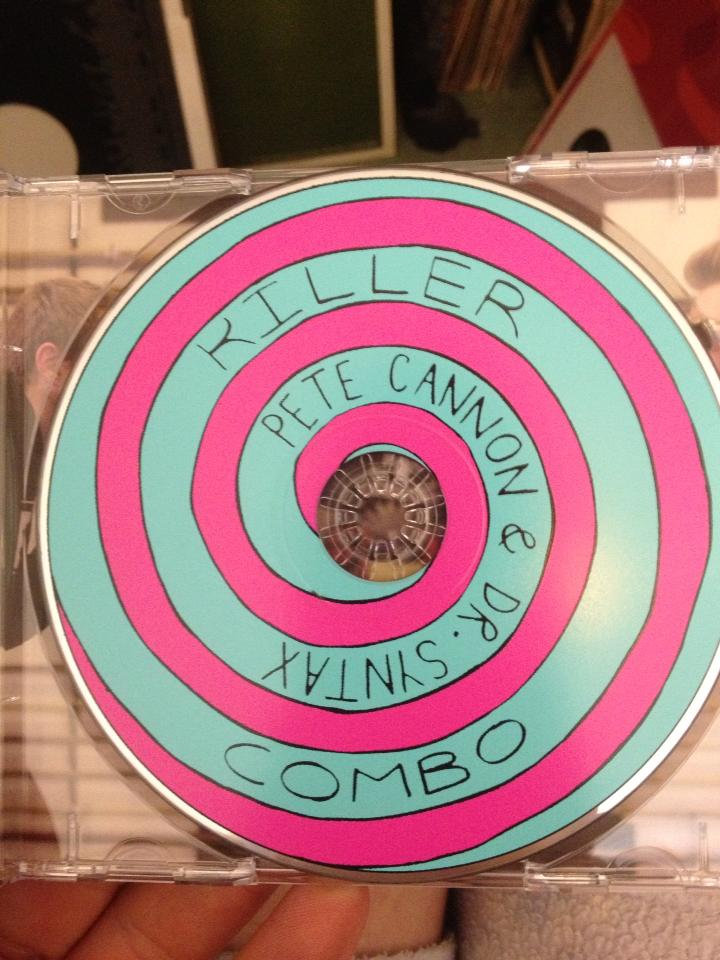 KILLER
PETE CANNON & DR. SYNTAX
COMBO